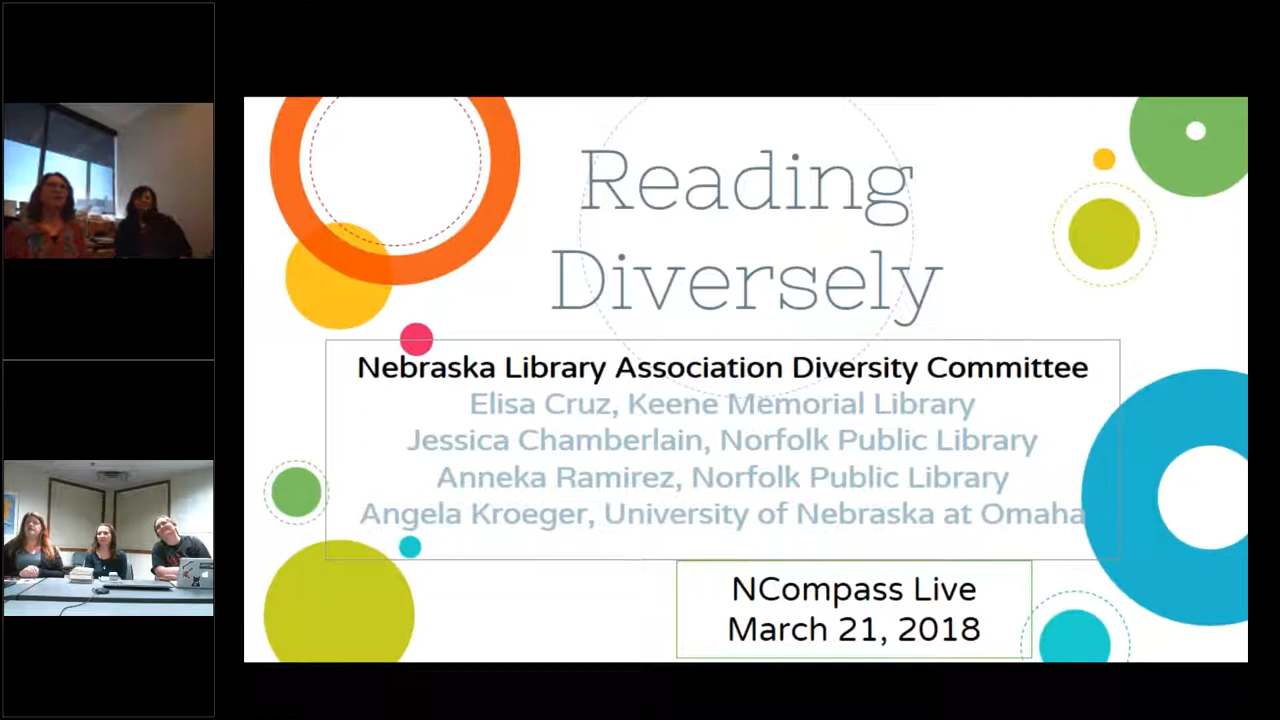 Reading
Diversely
Nebraska Library Association Diversity Committee
Elisa Cruz, Keene Memorial Library
Jessica Chamberlain, Norfolk Public Library
Anneka Ramirez, Norfolk Public Library
Angela Kroeger, University of Nebraska at Omaha
NCompass Live
March 21, 2018